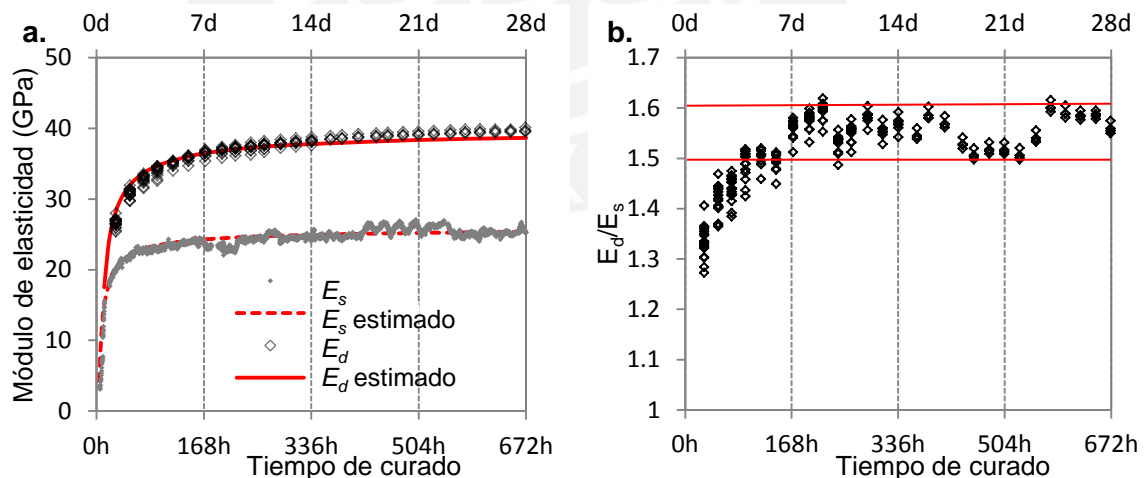 a.
0d 7d 14d 21d 28d
Módulo de elasticidad (GPa)
50
40
30
20
10
0
E_s
E_s estimado
E_d
E_d estimado
0h 168h 336h 504h 672h
Tiempo de curado
b.
0d 7d 14d 21d 28d
E_d/E_s
1.7
1.6
1.5
1.4
1.3
1.2
1.1
1
0h 168h 336h 504h 672h
Tiempo de curado